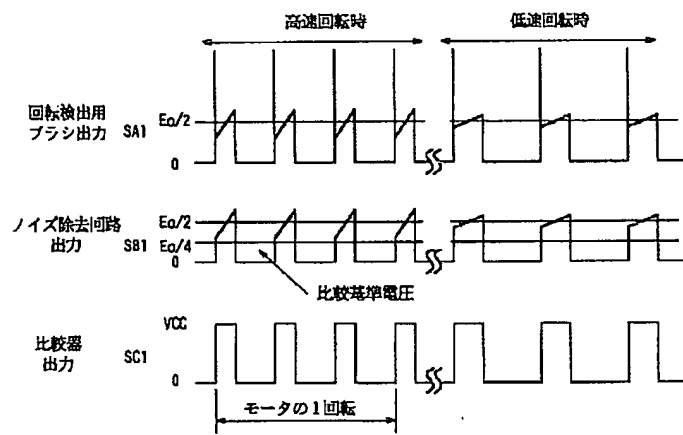 高速回転時 低速回転時
回転検出用
ブラシ出力 SA1 Eo/2
0
ノイズ除去回路
出力 SB1 Eo/2
Eo/4
0
比較基準電圧
比較器
出力 SC1 VCC
0
モータの1回転